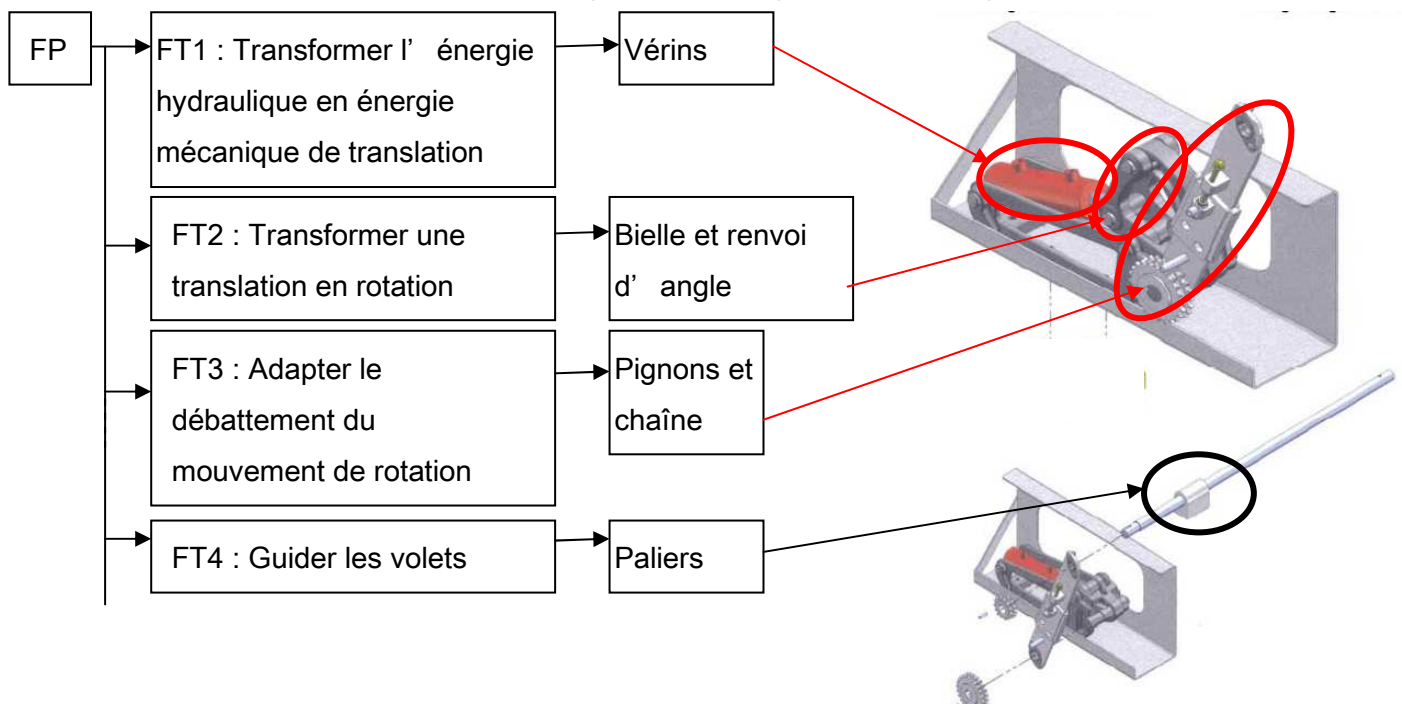 FP
FT1 : Transformer l’ énergie
hydraulique en énergie
mécanique de translation
Vérins
FT2 : Transformer une
translation en rotation
Bielle et renvoi
d’ angle
FT3 : Adapter le
débattement du
mouvement de rotation
Pignons et
chaîne
FT4 : Guider les volets
Paliers